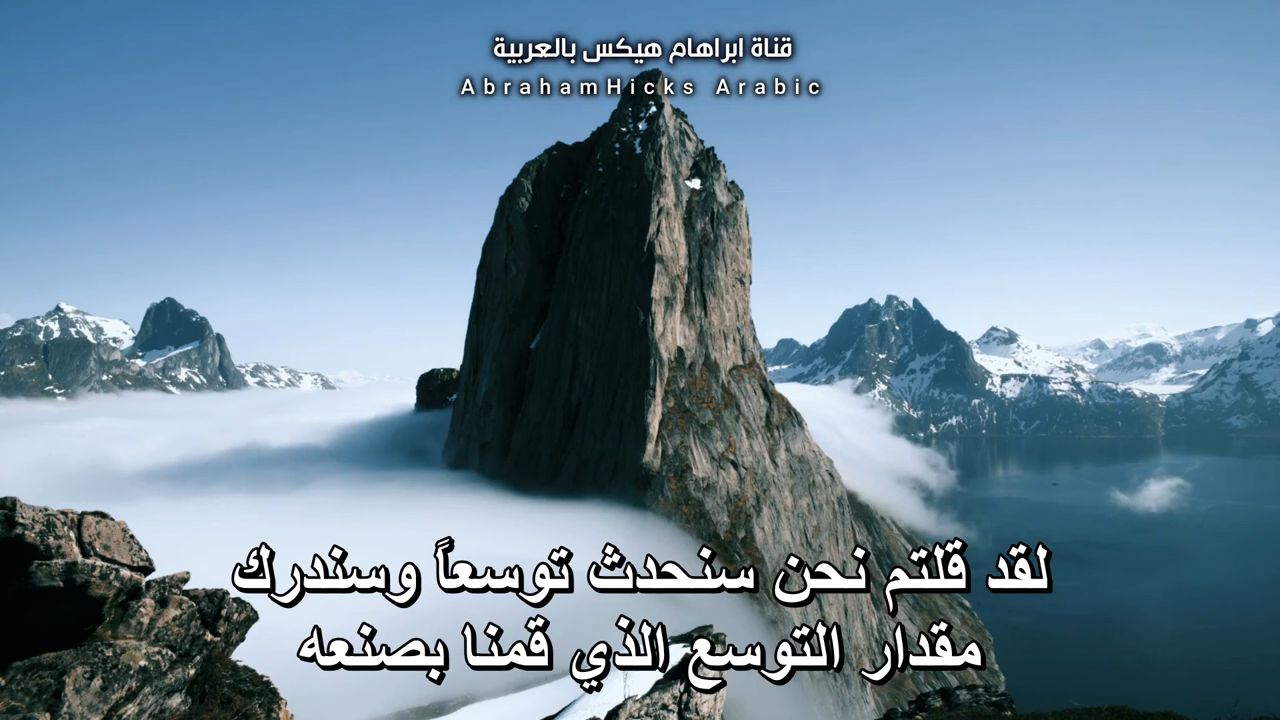 قناة ابراهام هيكس بالعربية
AbrahamHicks Arabic
لقد قلتم نحن سنحدث توسعاً وسندرك
مقدار التوسع الذي قمنا بصنعه